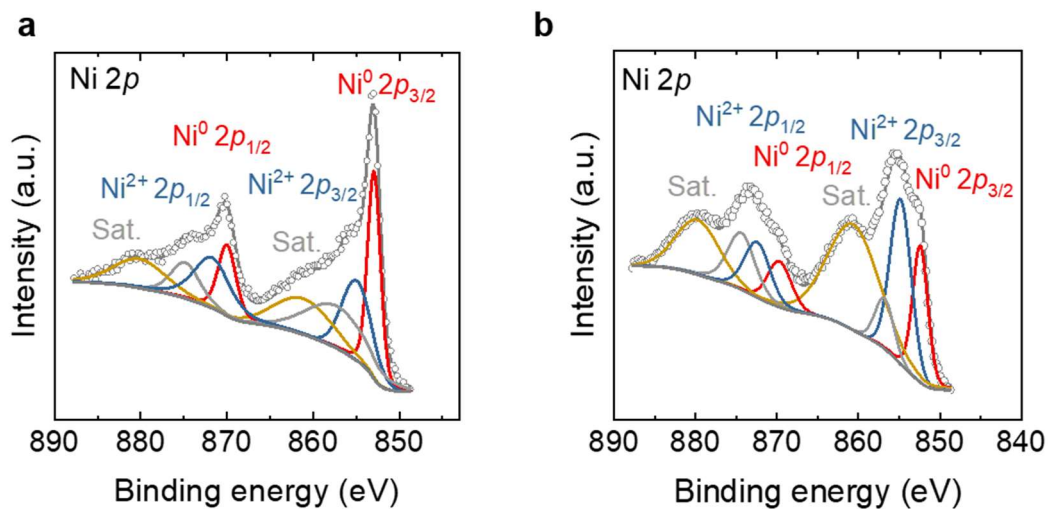 a
Ni 2p
Ni⁰ 2p₃/₂
Ni⁰ 2p₁/₂
Ni²⁺ 2p₁/₂
Ni²⁺ 2p₃/₂
Sat.
Sat.
Intensity (a.u.)
890 880 870 860 850
Binding energy (eV)
b
Ni 2p
Ni²⁺ 2p₁/₂
Ni²⁺ 2p₃/₂
Ni⁰ 2p₁/₂
Ni⁰ 2p₃/₂
Sat.
Sat.
Intensity (a.u.)
890 880 870 860 850 840
Binding energy (eV)